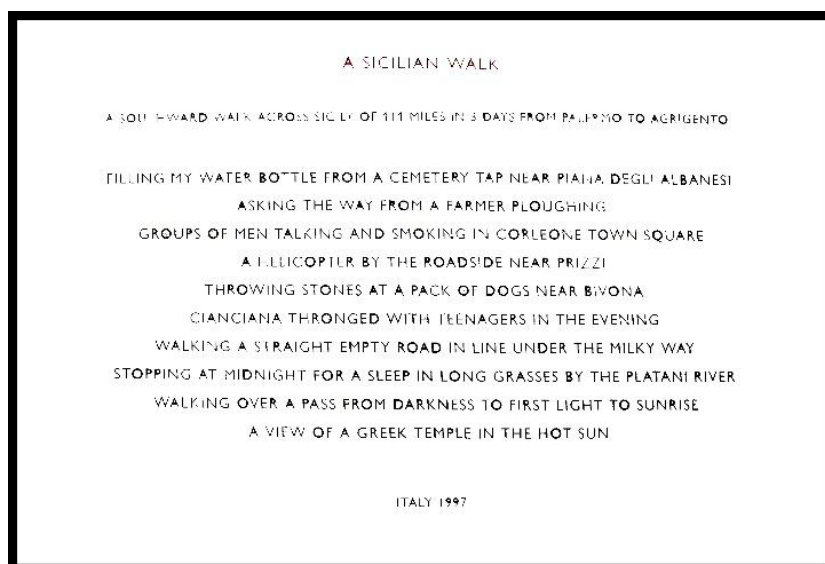 A SICILIAN WALK
A SOUTHWARD WALK ACROSS SICILY OF 111 MILES IN 3 DAYS FROM PALERMO TO AGRIGENTO
FILLING MY WATER BOTTLE FROM A CEMETERY TAP NEAR PIANA DEGLI ALBANESI
ASKING THE WAY FROM A FARMER PLOUGHING
GROUPS OF MEN TALKING AND SMOKING IN CORLEONE TOWN SQUARE
A HELICOPTER BY THE ROADSIDE NEAR PRIZZI
THROWING STONES AT A PACK OF DOGS NEAR BIVONA
CIANCIANA THRONGED WITH TEENAGERS IN THE EVENING
WALKING A STRAIGHT EMPTY ROAD IN LINE UNDER THE MILKY WAY
STOPPING AT MIDNIGHT FOR A SLEEP IN LONG GRASSES BY THE PLATANI RIVER
WALKING OVER A PASS FROM DARKNESS TO FIRST LIGHT TO SUNRISE
A VIEW OF A GREEK TEMPLE IN THE HOT SUN
ITALY 1997